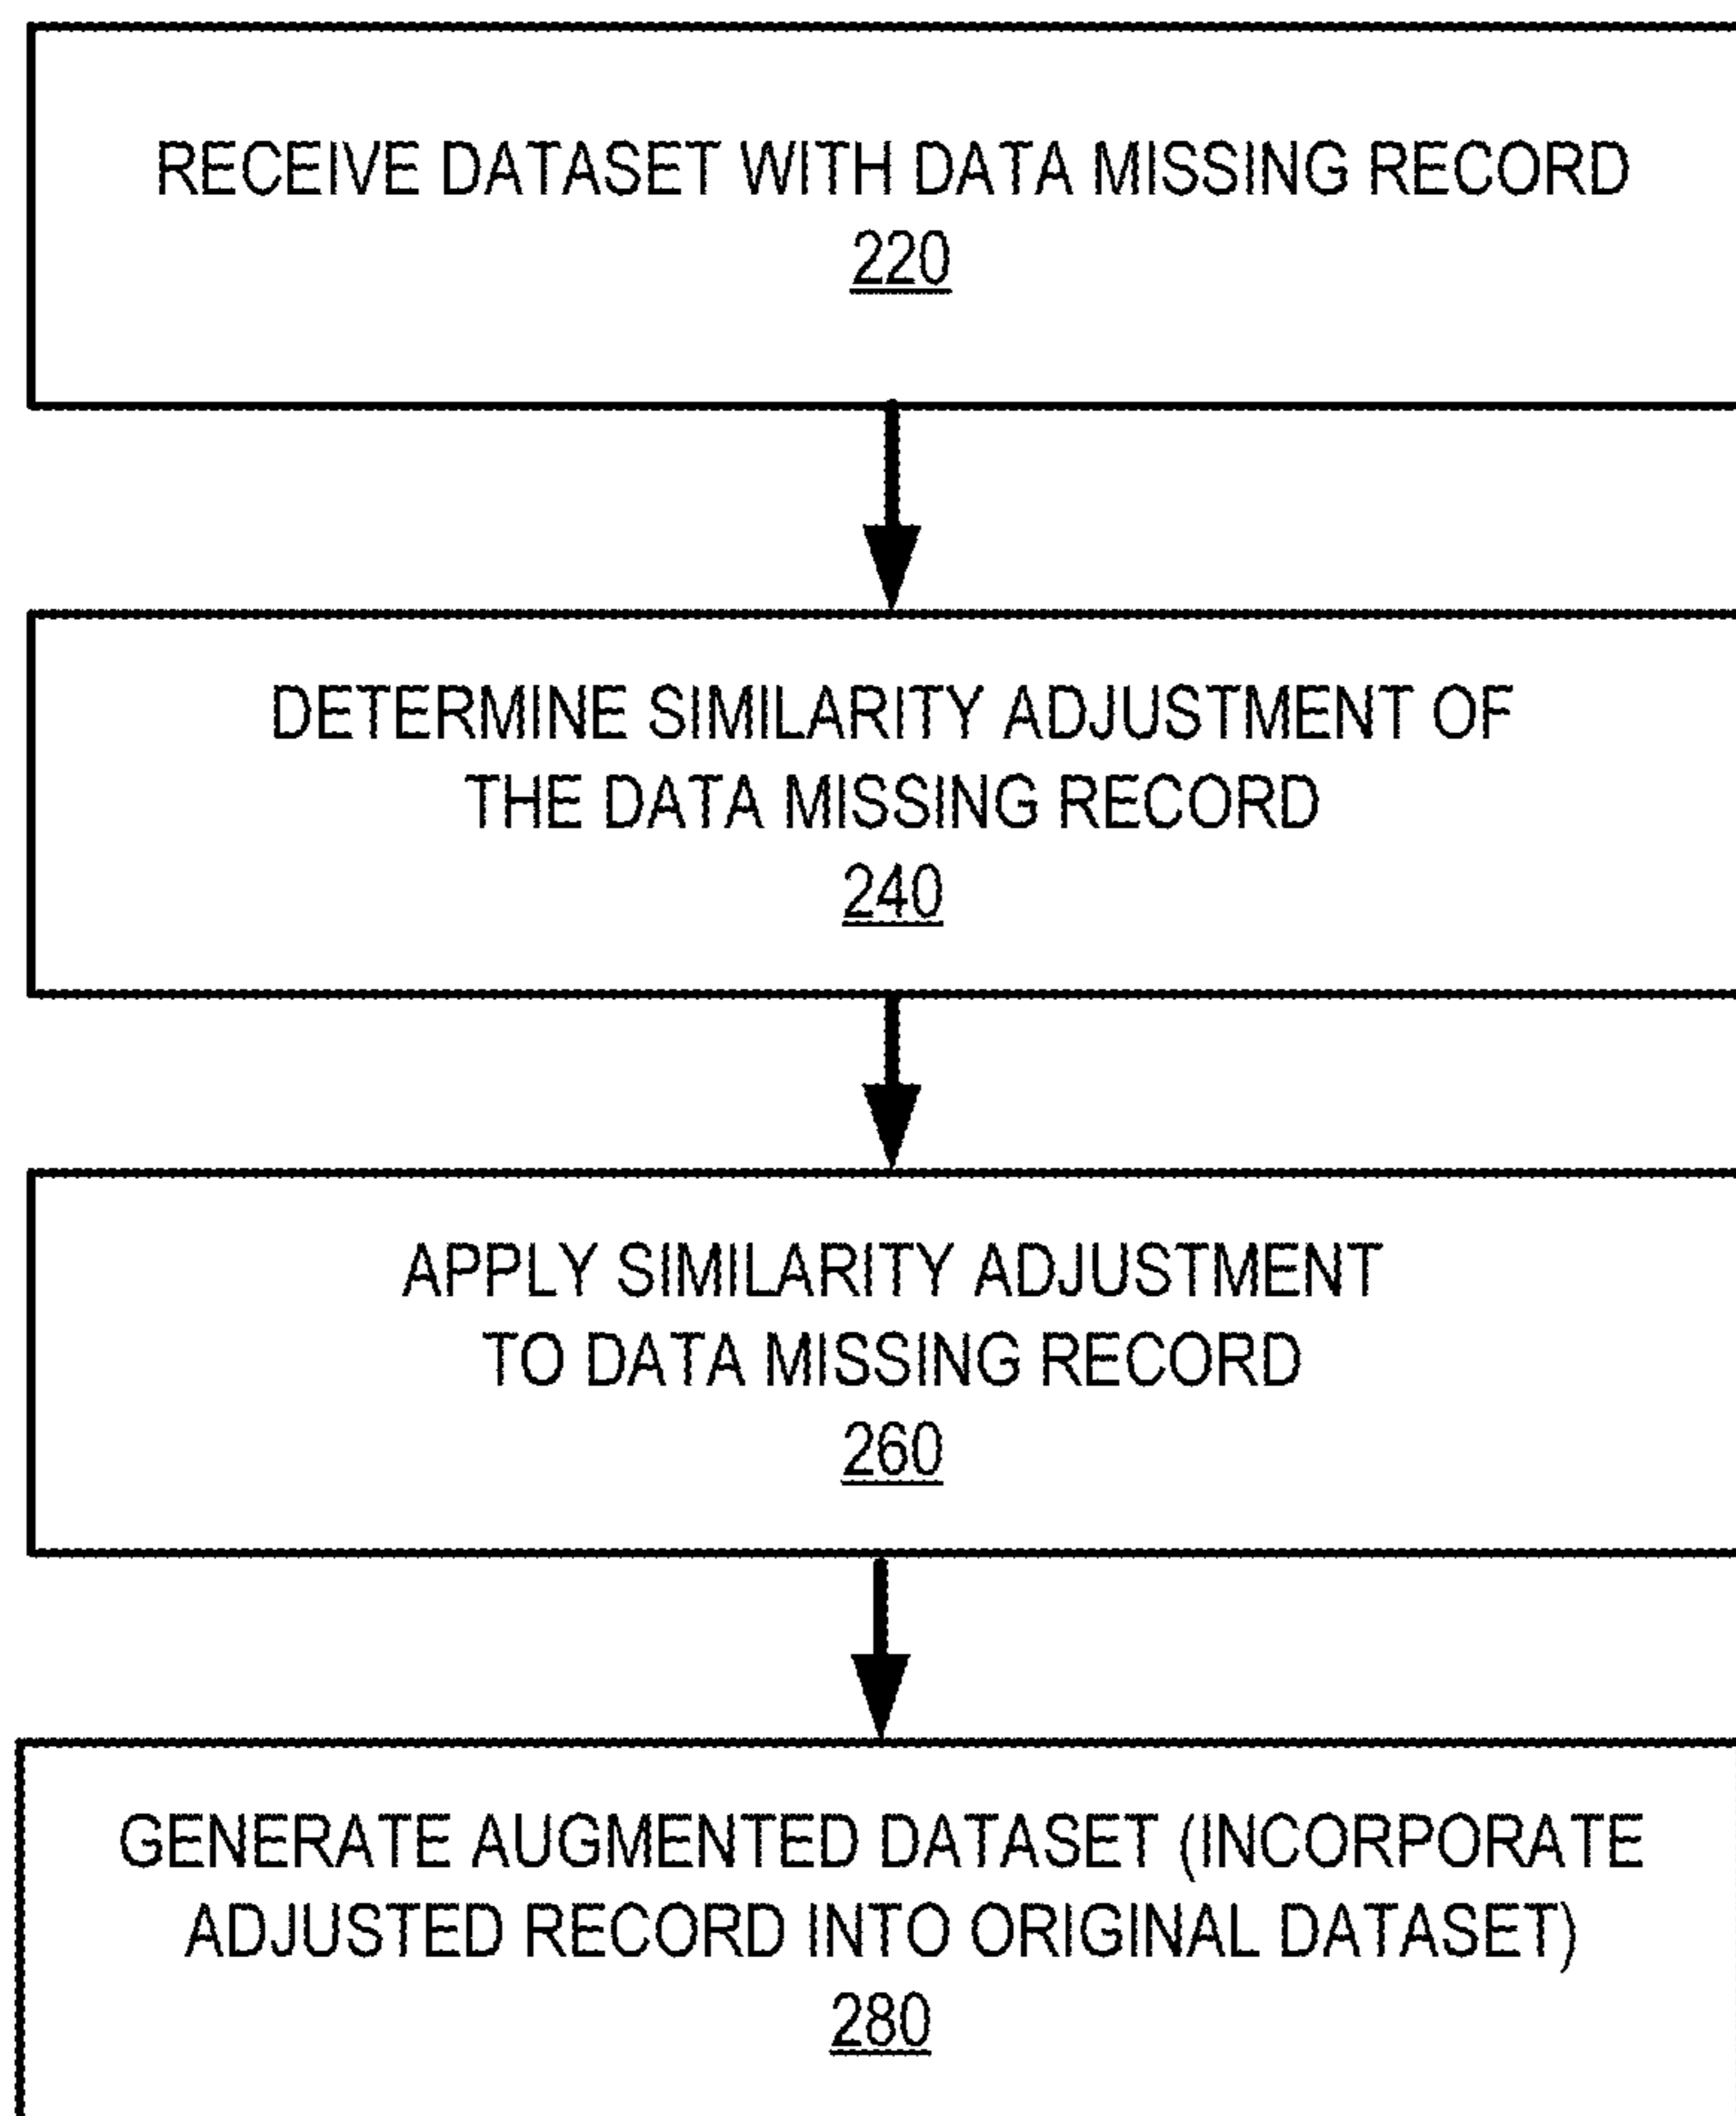 RECEIVE DATASET WITH DATA MISSING RECORD
220
DETERMINE SIMILARITY ADJUSTMENT OF
THE DATA MISSING RECORD
240
APPLY SIMILARITY ADJUSTMENT
TO DATA MISSING RECORD
260
GENERATE AUGMENTED DATASET (INCORPORATE
ADJUSTED RECORD INTO ORIGINAL DATASET)
280